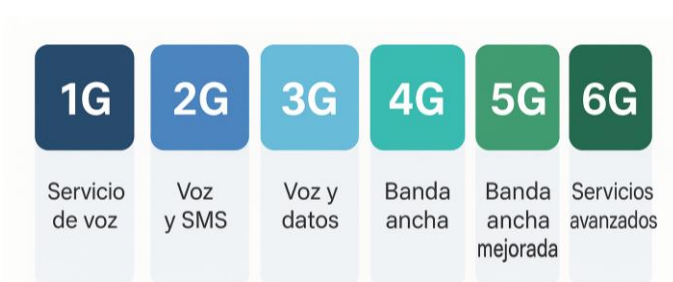 1G
Servicio
de voz
2G
Voz
y SMS
3G
Voz y
datos
4G
Banda
ancha
5G
Banda
ancha
mejorada
6G
Servicios
avanzados